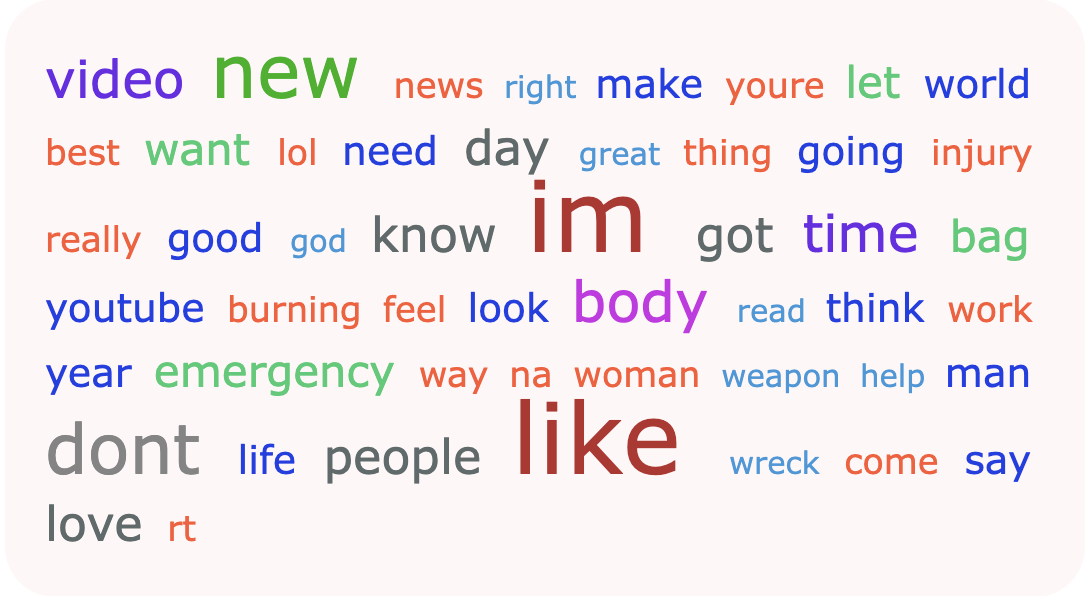 video new news right make youre let world
best want lol need day great thing going injury
really good god know im got time bag
youtube burning feel look body read think work
year emergency way na woman weapon help man
dont life people like wreck come say
love rt